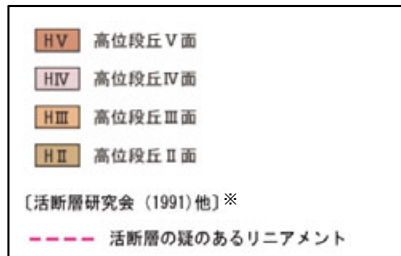 HⅤ 高位段丘Ⅴ面
HⅣ 高位段丘Ⅳ面
HⅢ 高位段丘Ⅲ面
HⅡ 高位段丘Ⅱ面
〔活断層研究会（1991)他〕※
活断層の疑のあるリニアメント